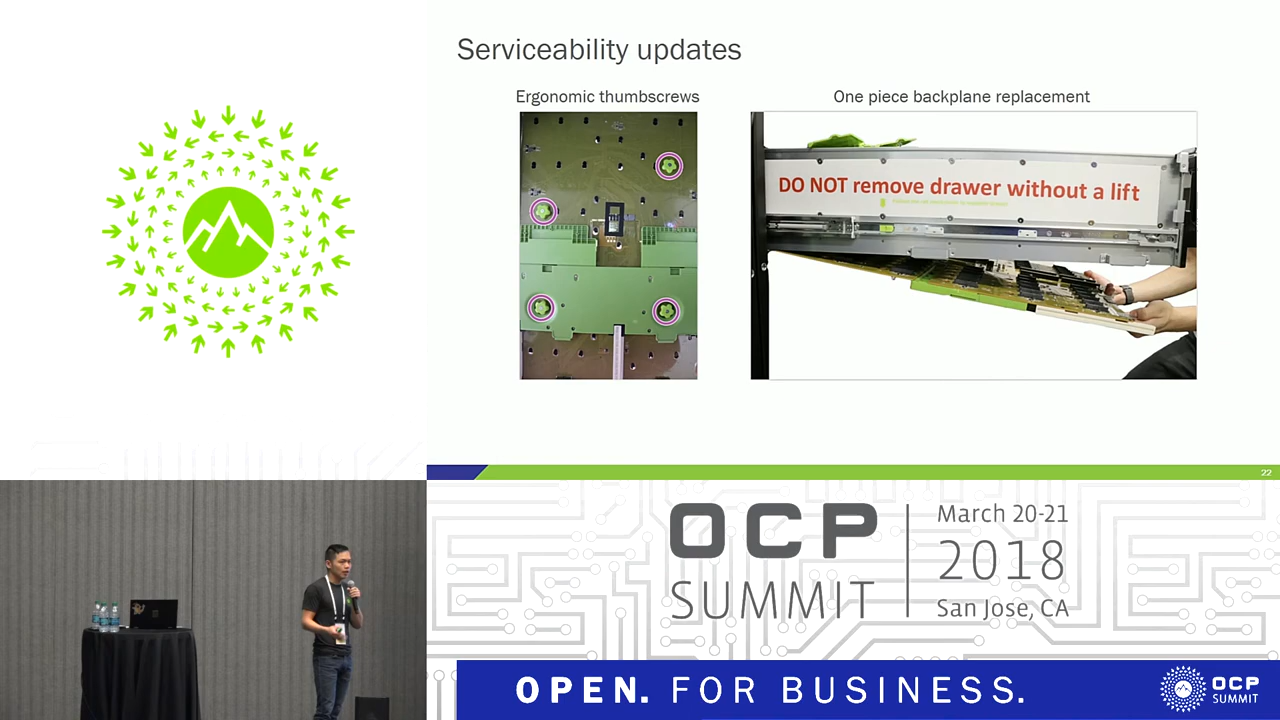 Serviceability updates
Ergonomic thumbscrews
One piece backplane replacement
DO NOT remove drawer without a lift
22
OCP
SUMMIT
March 20-21
2018
San Jose, CA
OPEN. FOR BUSINESS.
OCP
SUMMIT